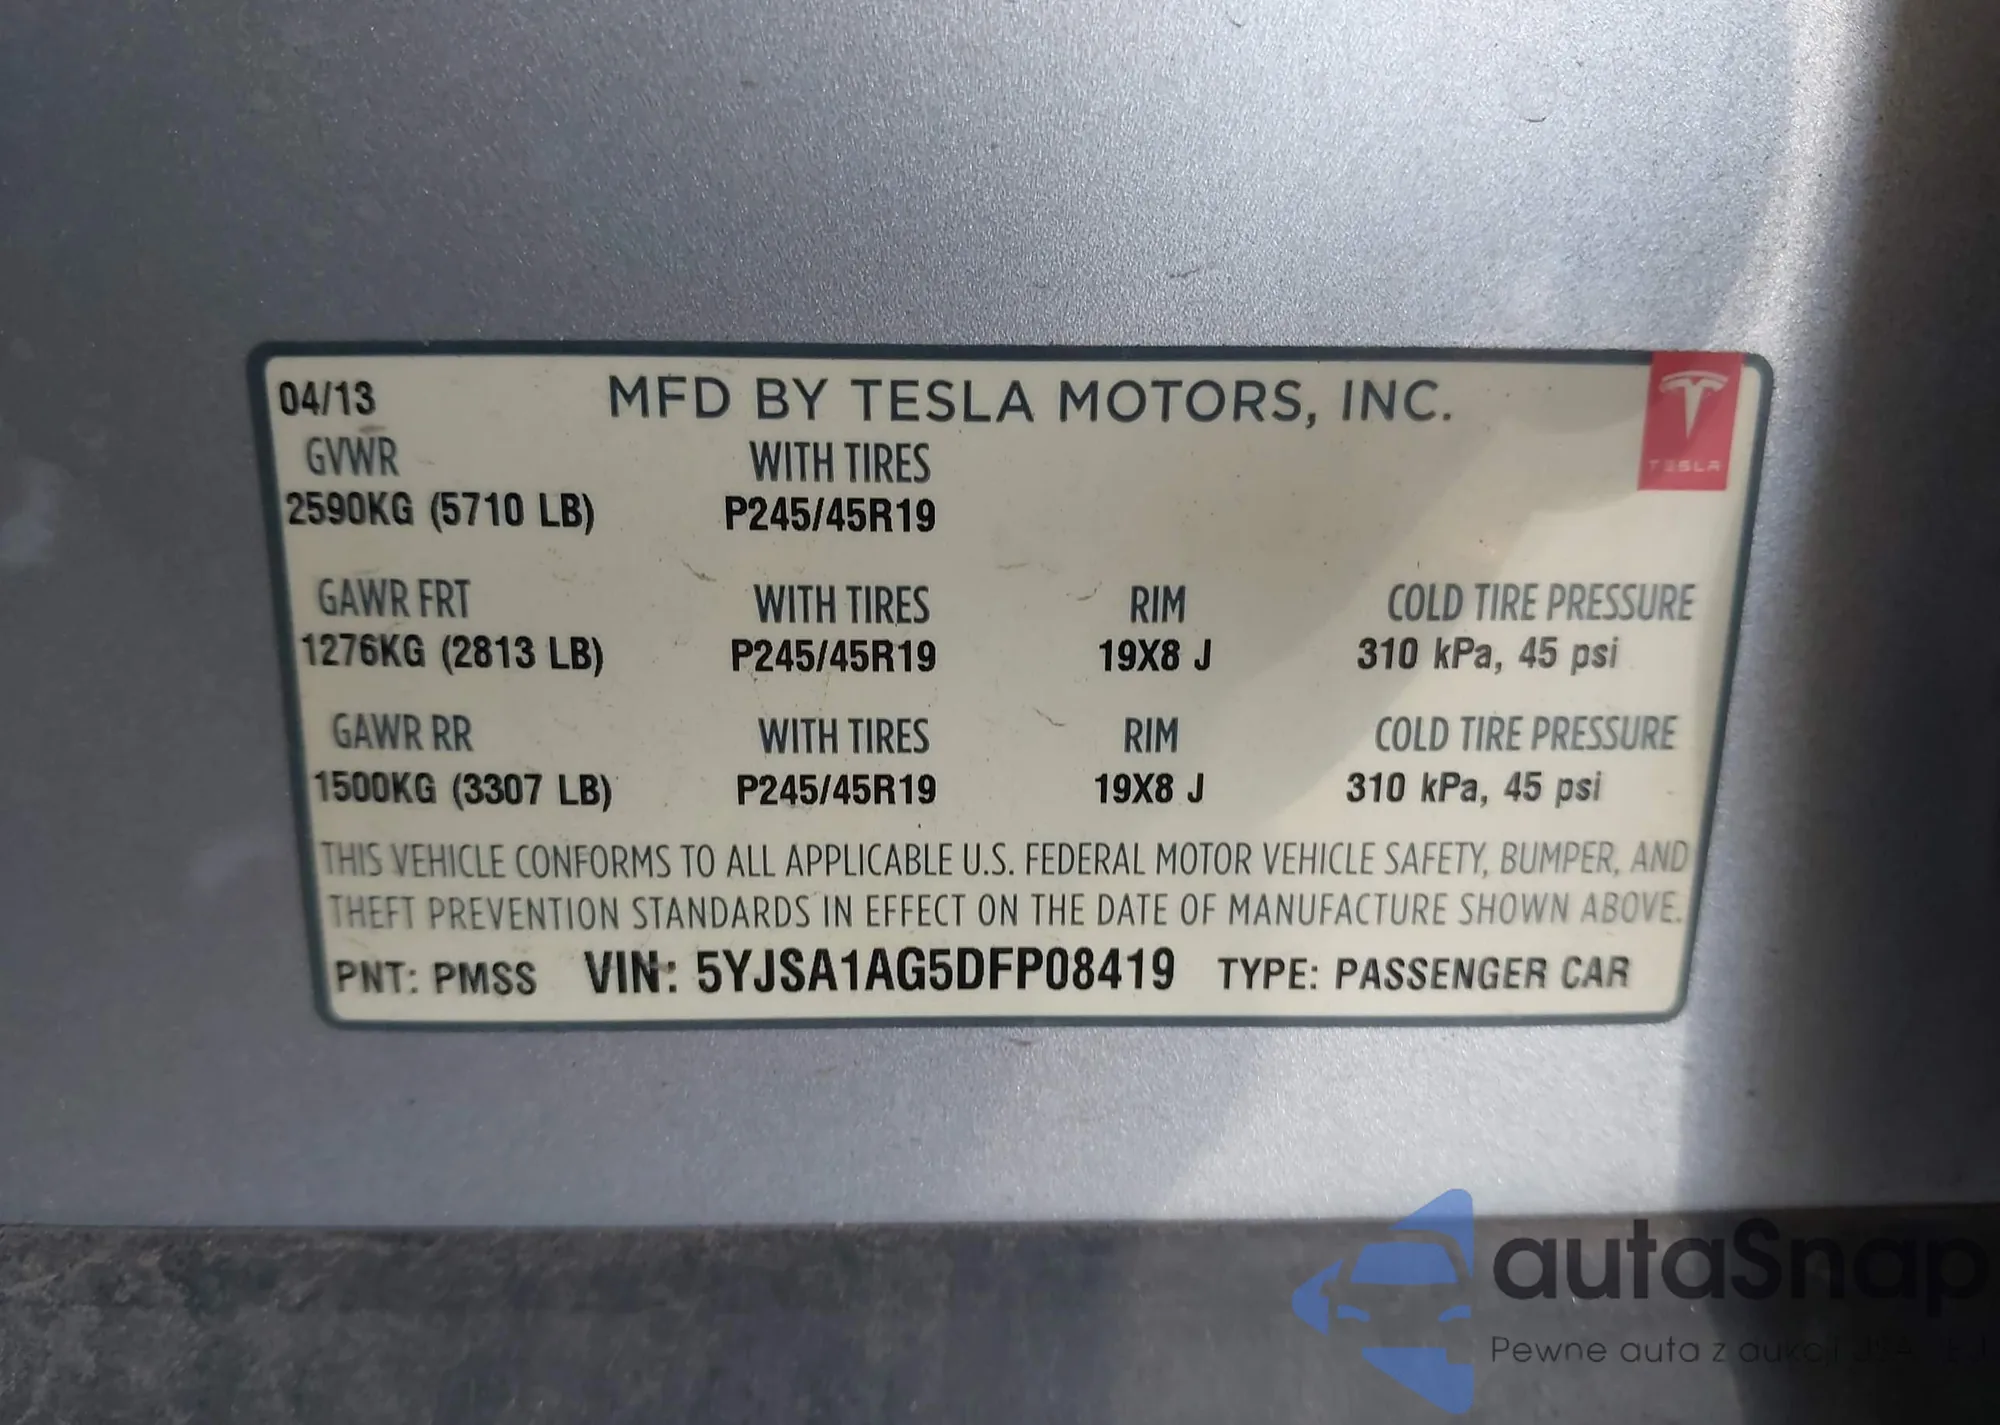 04/13 MFD BY TESLA MOTORS, INC.
TESLA
GVWR WITH TIRES
2590KG (5710 LB) P245/45R19
GAWR FRT WITH TIRES RIM COLD TIRE PRESSURE
1276KG (2813 LB) P245/45R19 19X8 J 310 kPa, 45 psi
GAWR RR WITH TIRES RIM COLD TIRE PRESSURE
1500KG (3307 LB) P245/45R19 19X8 J 310 kPa, 45 psi
THIS VEHICLE CONFORMS TO ALL APPLICABLE U.S. FEDERAL MOTOR VEHICLE SAFETY, BUMPER, AND
THEFT PREVENTION STANDARDS IN EFFECT ON THE DATE OF MANUFACTURE SHOWN ABOVE.
PNT: PMSS VIN: 5YJSA1AG5DFP08419 TYPE: PASSENGER CAR
autaSnap
Pewne auta z aukcji